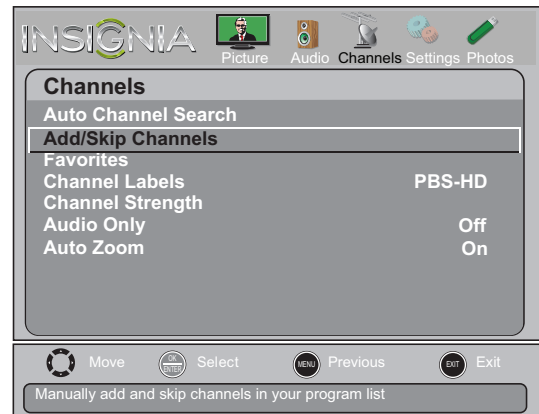 INSIGNIA
Picture Audio Channels Settings Photos
Channels
Auto Channel Search
Add/Skip Channels
Favorites
Channel Labels PBS-HD
Channel Strength
Audio Only Off
Auto Zoom On
Move OK ENTER Select MENU Previous EXIT Exit
Manually add and skip channels in your program list